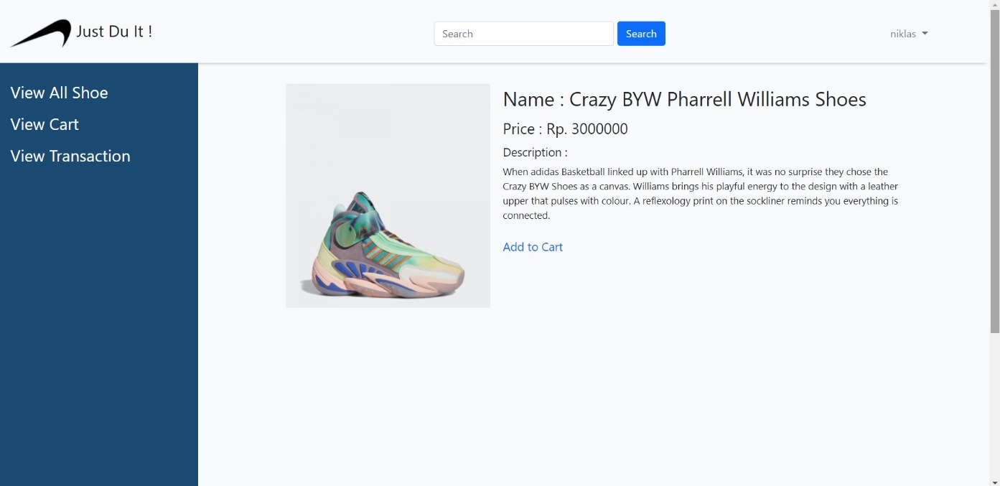 Just Du It !
Search
Search
niklas
View All Shoe
View Cart
View Transaction
Name : Crazy BYW Pharrell Williams Shoes
Price : Rp. 3000000
Description :
When adidas Basketball linked up with Pharrell Williams, it was no surprise they chose the
Crazy BYW Shoes as a canvas. Williams brings his playful energy to the design with a leather
upper that pulses with colour. A reflexology print on the sockliner reminds you everything is
connected.
Add to Cart